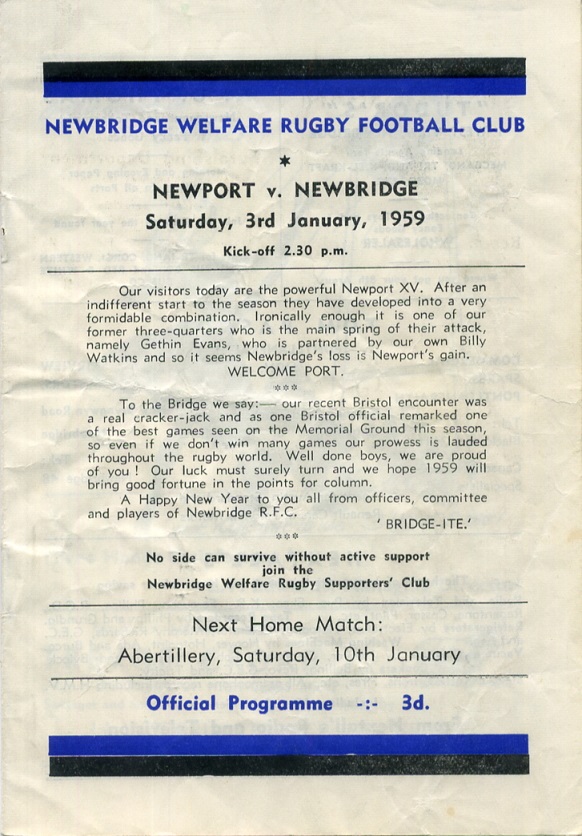 NEWBRIDGE WELFARE RUGBY FOOTBALL CLUB
NEWPORT v. NEWBRIDGE
Saturday, 3rd January, 1959
Kick-off 2.30 p.m.
Our visitors today are the powerful Newport XV. After an
indifferent start to the season they have developed into a very
formidable combination. Ironically enough it is one of our
former three-quarters who is the main spring of their attack,
namely Gethin Evans, who is partnered by our own Billy
Watkins and so it seems Newbridge's loss is Newport's gain.
WELCOME PORT.
***
To the Bridge we say:— our recent Bristol encounter was
a real cracker-jack and as one Bristol official remarked one
of the best games seen on the Memorial Ground this season,
so even if we don't win many games our prowess is lauded
throughout the rugby world. Well done boys, we are proud
of you ! Our luck must surely turn and we hope 1959 will
bring good fortune in the points for column.
A Happy New Year to you all from officers, committee
and players of Newbridge R.F.C.
' BRIDGE-ITE.'
***
No side can survive without active support
join the
Newbridge Welfare Rugby Supporters' Club
Next Home Match:
Abertillery, Saturday, 10th January
Official Programme -:- 3d.